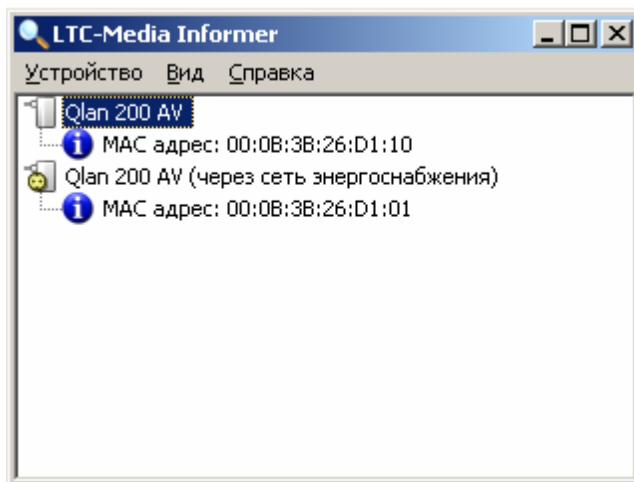 LTC-Media Informer
Устройство Вид Справка
Qlan 200 AV
MAC адрес: 00:0B:3B:26:D1:10
Qlan 200 AV (через сеть энергоснабжения)
MAC адрес: 00:0B:3B:26:D1:01